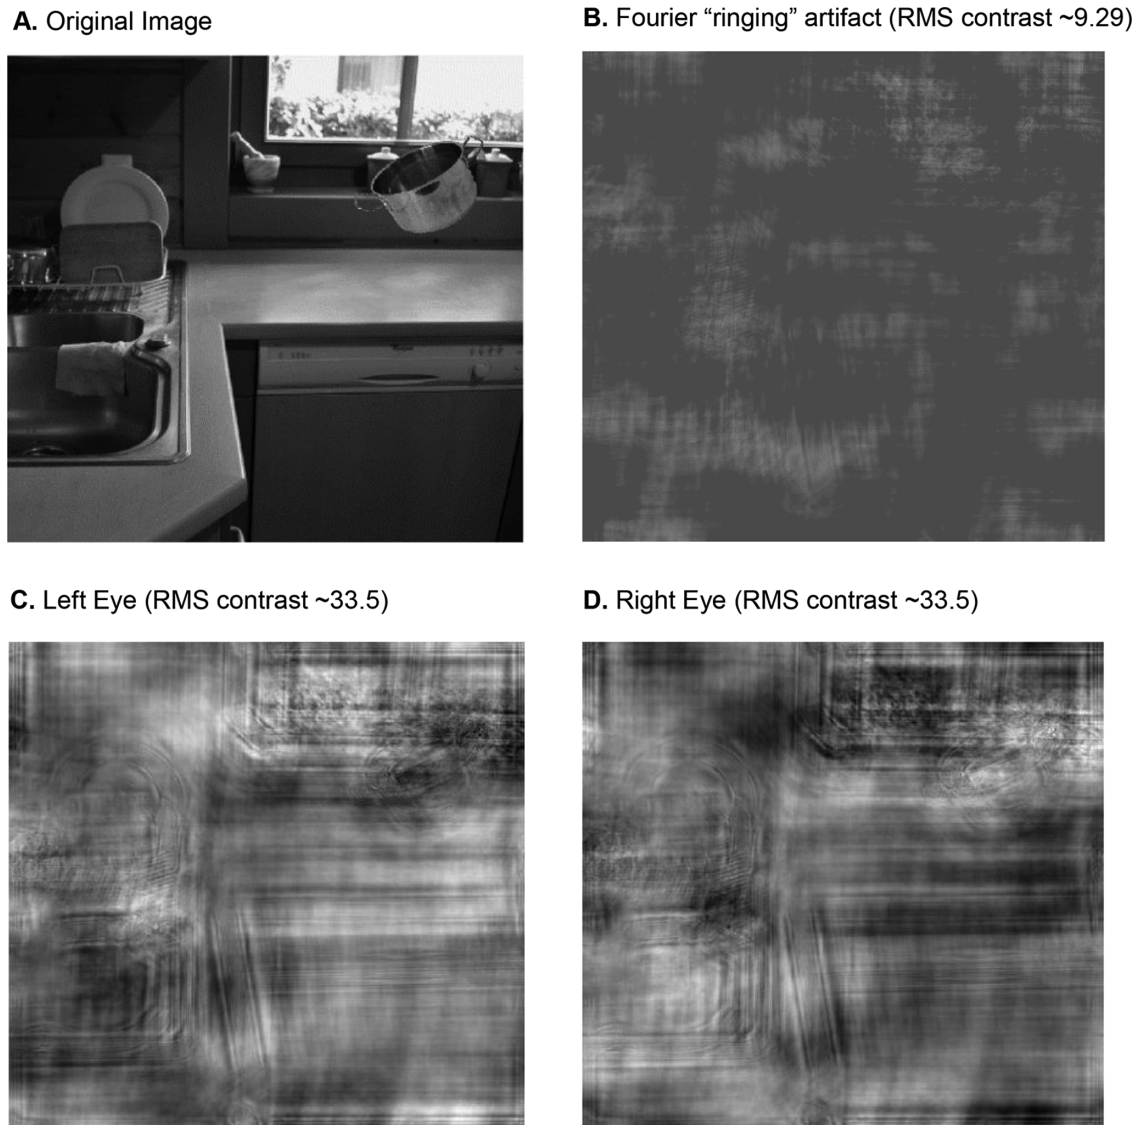 A. Original Image
B. Fourier “ringing” artifact (RMS contrast ~9.29)
C. Left Eye (RMS contrast ~33.5)
D. Right Eye (RMS contrast ~33.5)